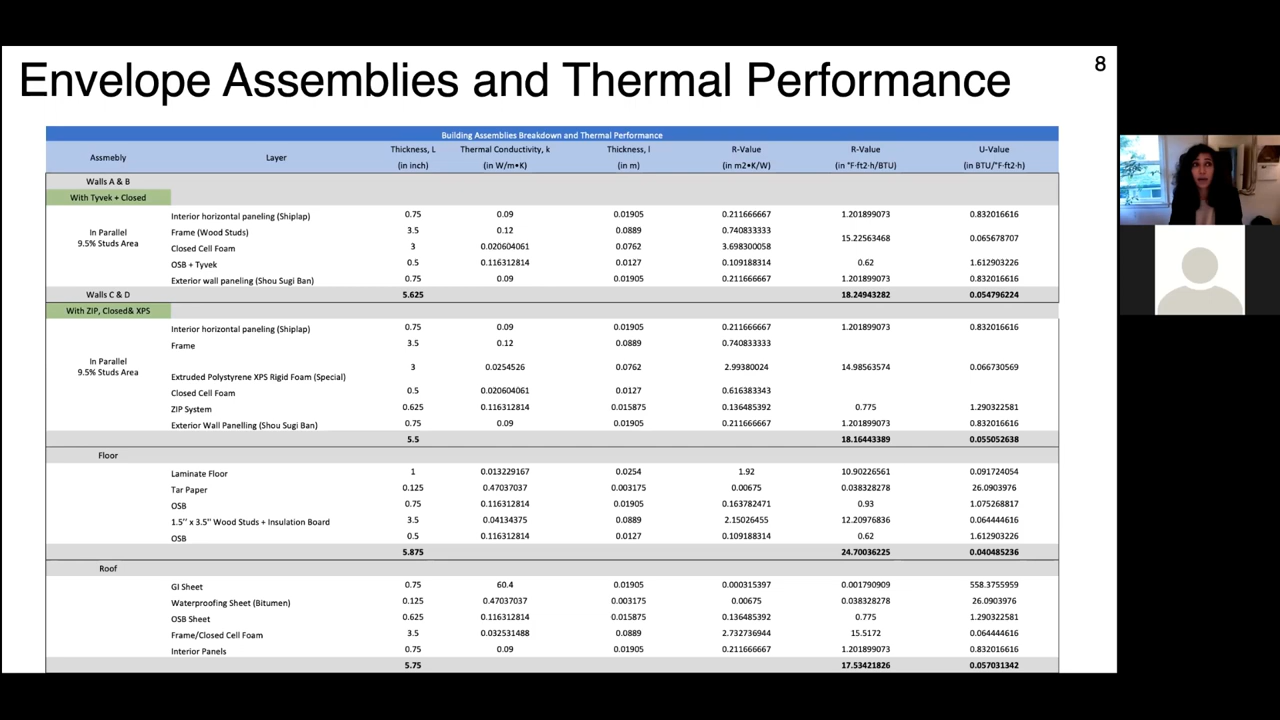 Envelope Assemblies and Thermal Performance
8
Building Assemblies Breakdown and Thermal Performance
Assmebly Layer Thickness, L (in inch) Thermal Conductivity, k (in W/m•K) Thickness, l (in m) R-Value (in m2•K/W) R-Value (in °F·ft2·h/BTU) U-Value (in BTU/°F·ft2·h)
Walls A & B
With Tyvek + Closed
In Parallel 9.5% Studs Area
Interior horizontal paneling (Shiplap) 0.75 0.09 0.01905 0.211666667 1.201899073 0.832016616
Frame (Wood Studs) 3.5 0.12 0.0889 0.740833333 15.22563468 0.065678707
Closed Cell Foam 3 0.020604061 0.0762 3.698300058
OSB + Tyvek 0.5 0.116312814 0.0127 0.109188314 0.62 1.612903226
Exterior wall paneling (Shou Sugi Ban) 0.75 0.09 0.01905 0.211666667 1.201899073 0.832016616
Walls C & D 5.625 18.24943282 0.054796224
With ZIP, Closed& XPS
In Parallel 9.5% Studs Area
Interior horizontal paneling (Shiplap) 0.75 0.09 0.01905 0.211666667 1.201899073 0.832016616
Frame 3.5 0.12 0.0889 0.740833333
Extruded Polystyrene XPS Rigid Foam (Special) 3 0.0254526 0.0762 2.99380024 14.98563574 0.066730569
Closed Cell Foam 0.5 0.020604061 0.0127 0.616383343
ZIP System 0.625 0.116312814 0.015875 0.136485392 0.775 1.290322581
Exterior Wall Panelling (Shou Sugi Ban) 0.75 0.09 0.01905 0.211666667 1.201899073 0.832016616
5.5 18.16443389 0.055052638
Floor
Laminate Floor 1 0.013229167 0.0254 1.92 10.90226561 0.091724054
Tar Paper 0.125 0.47037037 0.003175 0.00675 0.038328278 26.0903976
OSB 0.75 0.116312814 0.01905 0.163782471 0.93 1.075268817
1.5'' x 3.5'' Wood Studs + Insulation Board 3.5 0.04134375 0.0889 2.15026455 12.20976836 0.064444616
OSB 0.5 0.116312814 0.0127 0.109188314 0.62 1.612903226
5.875 24.70036225 0.040485236
Roof
GI Sheet 0.75 60.4 0.01905 0.000315397 0.001790909 558.3755959
Waterproofing Sheet (Bitumen) 0.125 0.47037037 0.003175 0.00675 0.038328278 26.0903976
OSB Sheet 0.625 0.116312814 0.015875 0.136485392 0.775 1.290322581
Frame/Closed Cell Foam 3.5 0.032531488 0.0889 2.732736944 15.5172 0.064444616
Interior Panels 0.75 0.09 0.01905 0.211666667 1.201899073 0.832016616
5.75 17.53421826 0.057031342